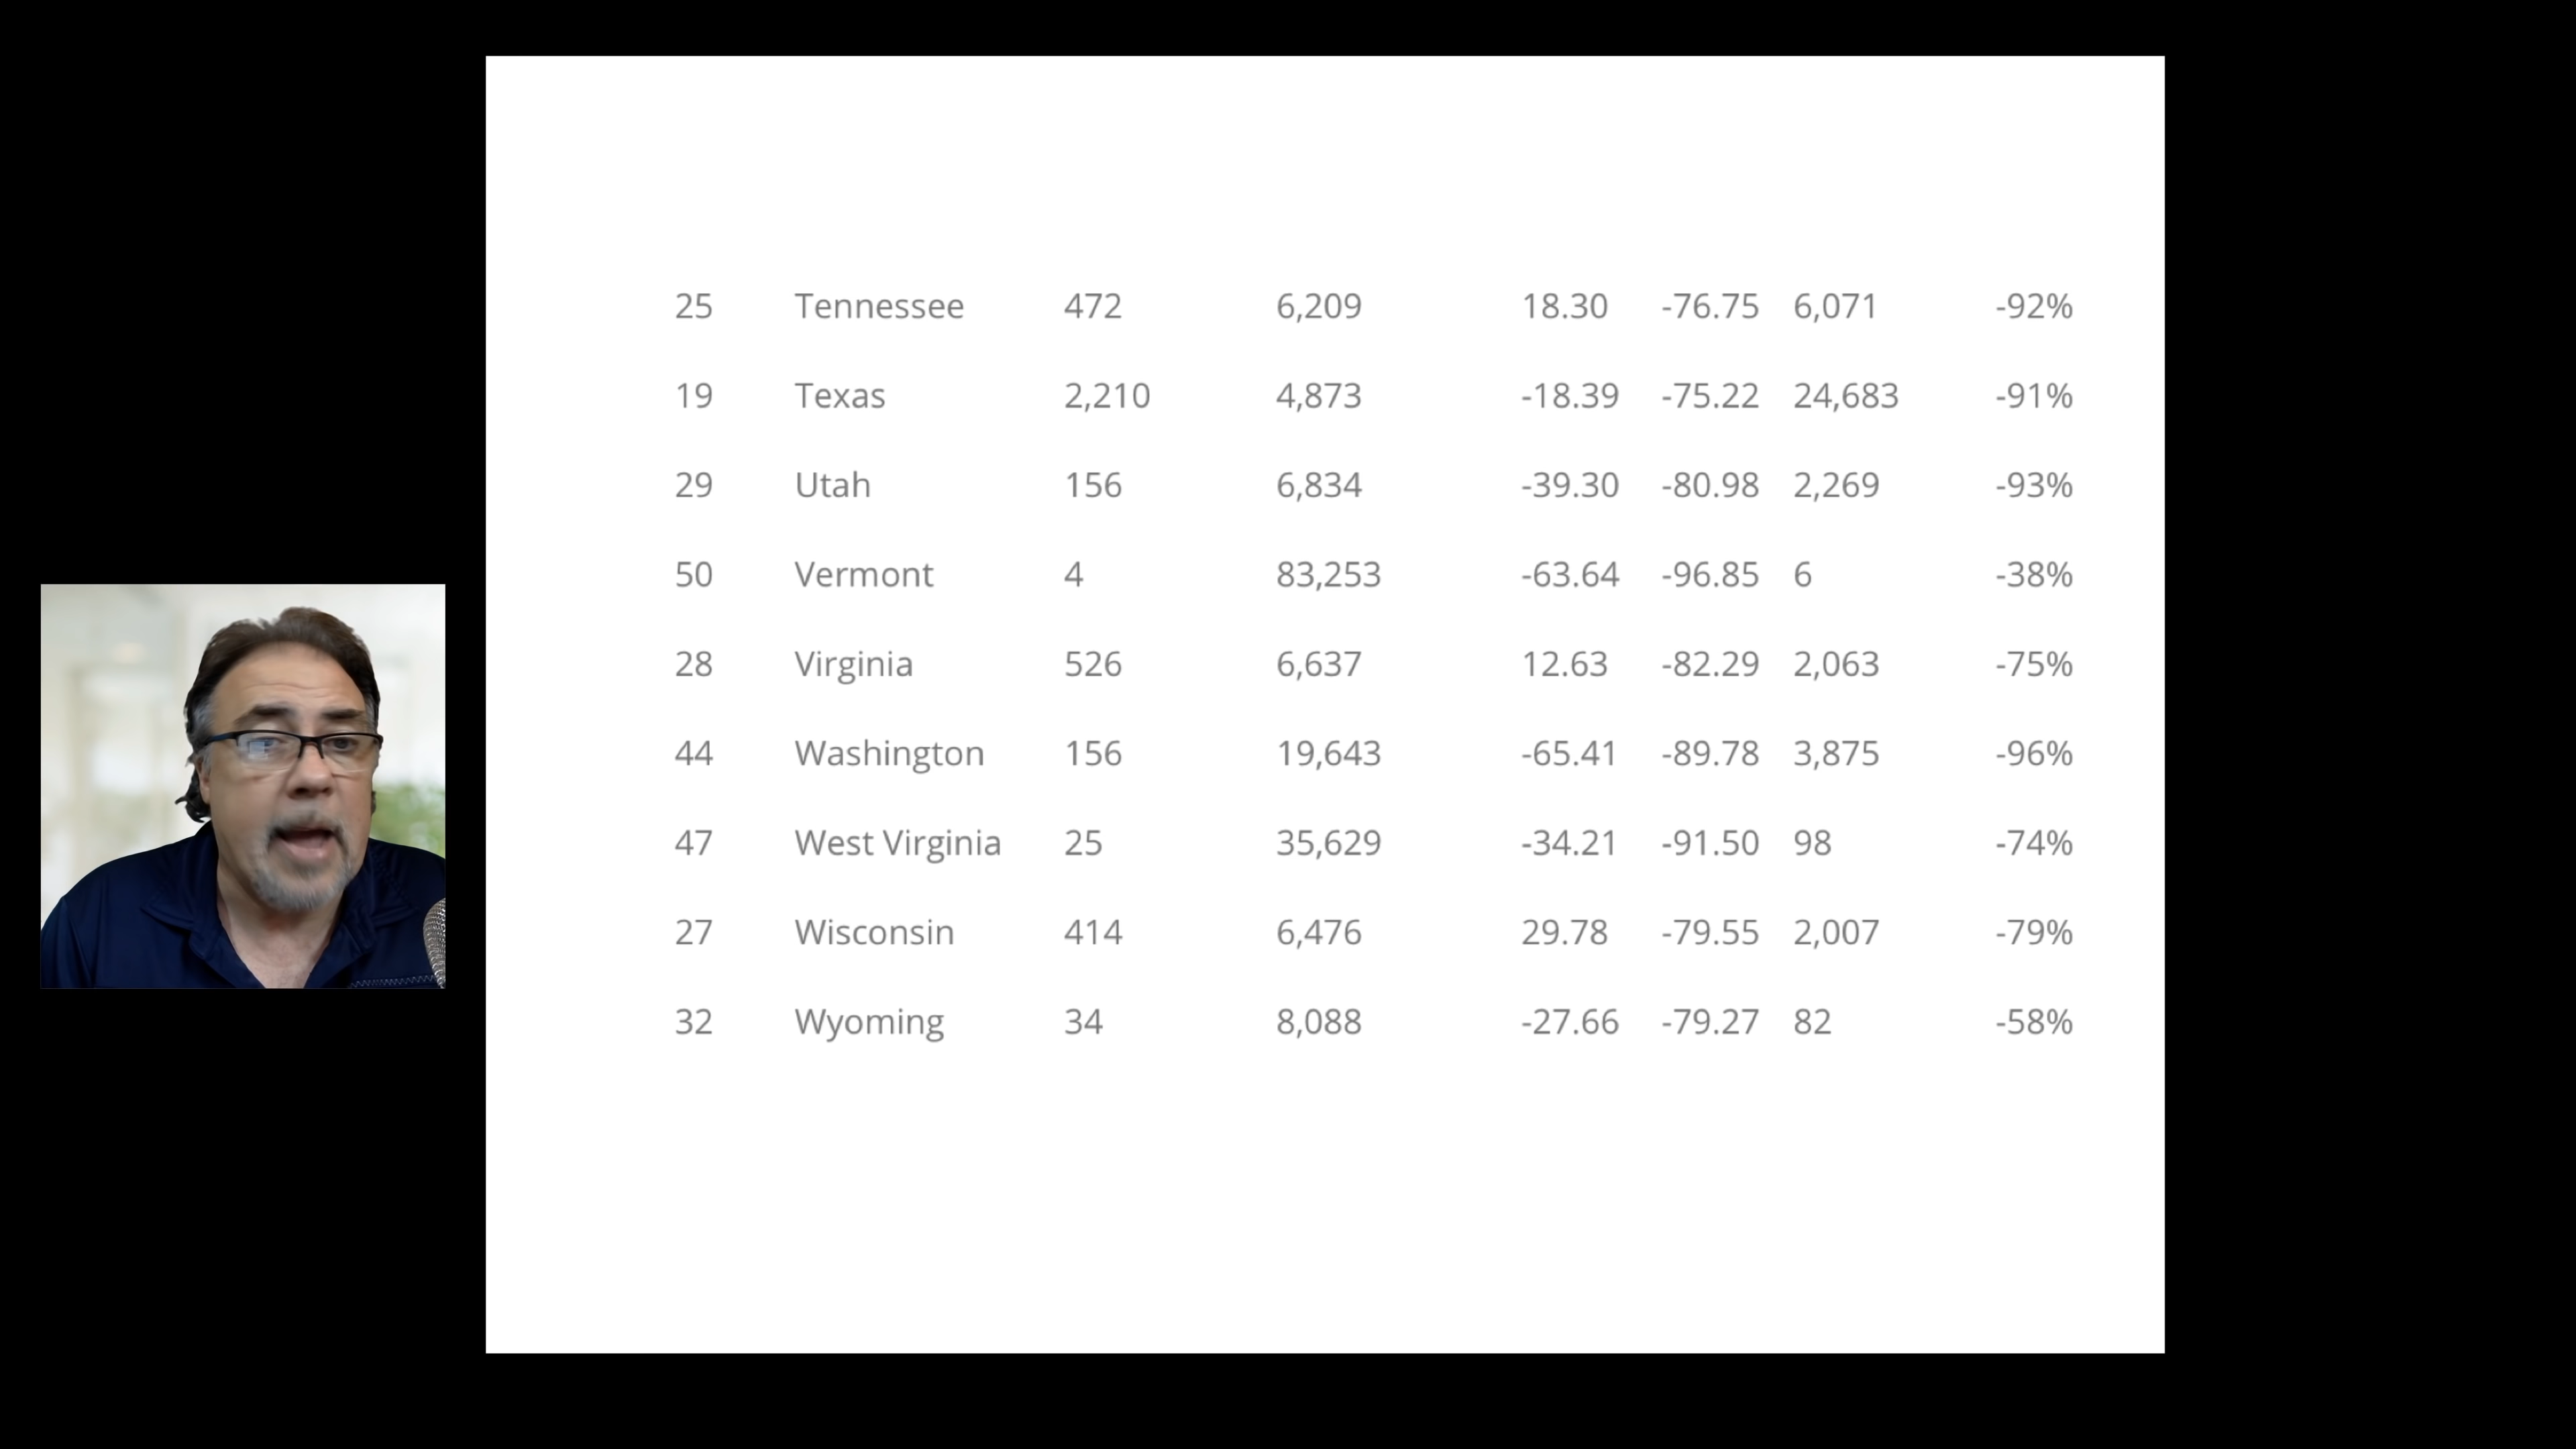 25 Tennessee 472 6,209 18.30 -76.75 6,071 -92%
19 Texas 2,210 4,873 -18.39 -75.22 24,683 -91%
29 Utah 156 6,834 -39.30 -80.98 2,269 -93%
50 Vermont 4 83,253 -63.64 -96.85 6 -38%
28 Virginia 526 6,637 12.63 -82.29 2,063 -75%
44 Washington 156 19,643 -65.41 -89.78 3,875 -96%
47 West Virginia 25 35,629 -34.21 -91.50 98 -74%
27 Wisconsin 414 6,476 29.78 -79.55 2,007 -79%
32 Wyoming 34 8,088 -27.66 -79.27 82 -58%